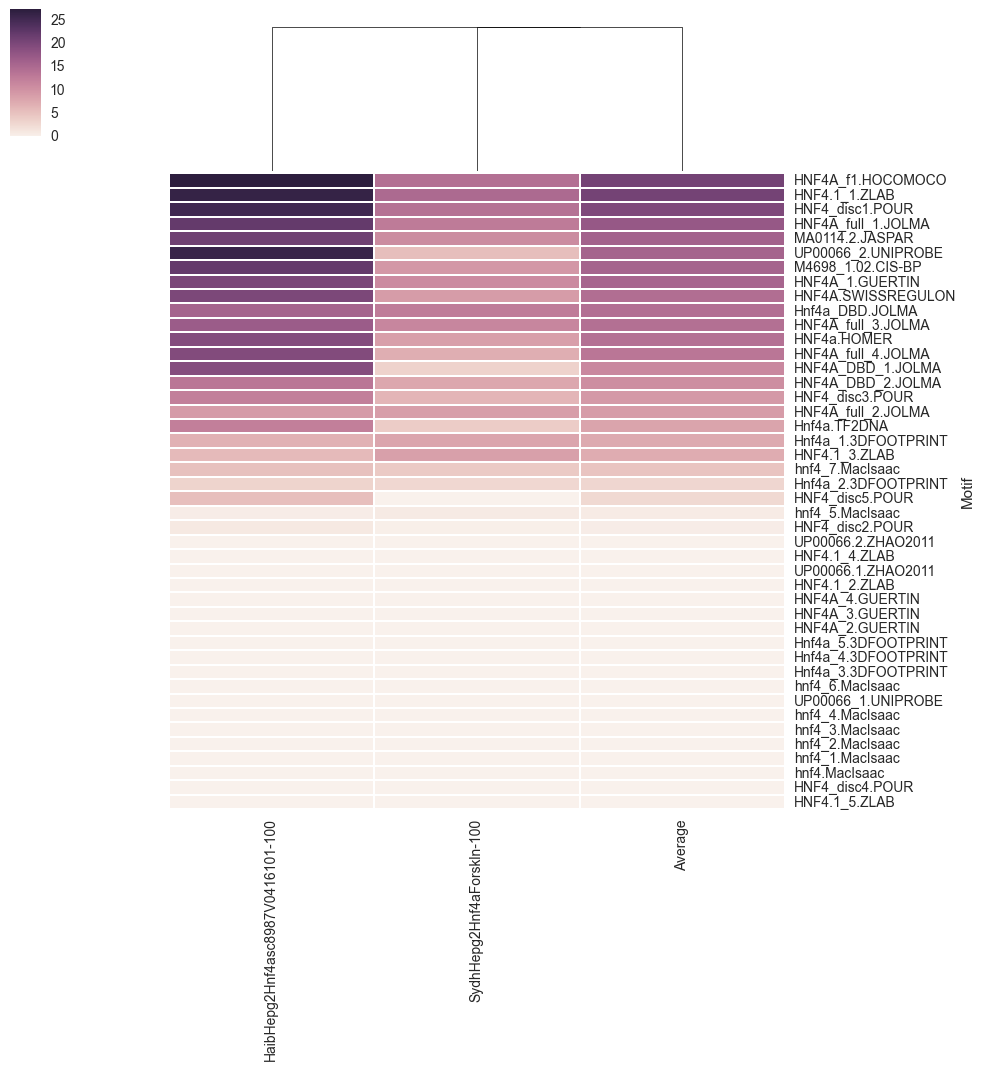 25
20
15
10
5
0
HNF4A_f1.HOCOMOCO
HNF4.1_1.ZLAB
HNF4_disc1.POUR
HNF4A_full_1.JOLMA
MA0114.2.JASPAR
UP00066_2.UNIPROBE
M4698_1.02.CIS-BP
HNF4A_1.GUERTIN
HNF4A.SWISSREGULON
Hnf4a_DBD.JOLMA
HNF4A_full_3.JOLMA
HNF4a.HOMER
HNF4A_full_4.JOLMA
HNF4A_DBD_1.JOLMA
HNF4A_DBD_2.JOLMA
HNF4_disc3.POUR
HNF4A_full_2.JOLMA
Hnf4a.TF2DNA
Hnf4a_1.3DFOOTPRINT
HNF4.1_3.ZLAB
hnf4_7.MacIsaac
Hnf4a_2.3DFOOTPRINT
HNF4_disc5.POUR
hnf4_5.MacIsaac
HNF4_disc2.POUR
UP00066.2.ZHAO2011
HNF4.1_4.ZLAB
UP00066.1.ZHAO2011
HNF4.1_2.ZLAB
HNF4A_4.GUERTIN
HNF4A_3.GUERTIN
HNF4A_2.GUERTIN
Hnf4a_5.3DFOOTPRINT
Hnf4a_4.3DFOOTPRINT
Hnf4a_3.3DFOOTPRINT
hnf4_6.MacIsaac
UP00066_1.UNIPROBE
hnf4_4.MacIsaac
hnf4_3.MacIsaac
hnf4_2.MacIsaac
hnf4_1.MacIsaac
hnf4.MacIsaac
HNF4_disc4.POUR
HNF4.1_5.ZLAB
Motif
HaibHepg2Hnf4asc8987V0416101-100
SydhHepg2Hnf4aForskln-100
Average